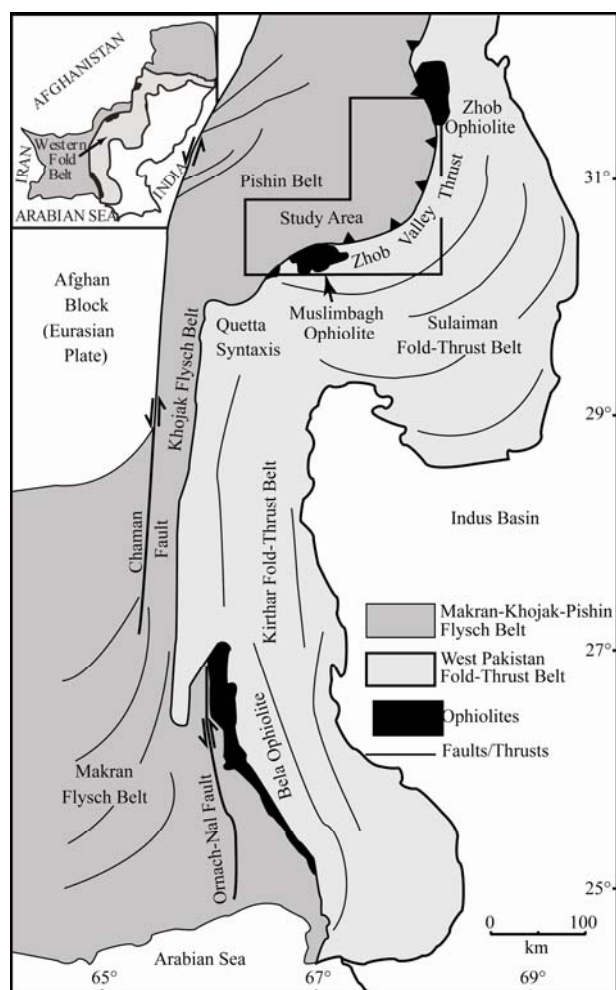 AFGHANISTAN
IRAN
Western
Fold
Belt
INDIA
ARABIAN SEA
Zhob
Ophiolite
31°
Pishin Belt
Study Area
Zhob Valley Thrust
Afghan
Block
(Eurasian
Plate)
Muslimbagh
Ophiolite
Quetta
Syntaxis
Sulaiman
Fold-Thrust Belt
Khojak Flysch Belt
29°
Chaman
Fault
Kirthar Fold-Thrust Belt
Indus Basin
Makran-Khojak-Pishin
Flysch Belt
27°
West Pakistan
Fold-Thrust Belt
Ophiolites
Faults/Thrusts
Makran
Flysch Belt
Bela Ophiolite
Ornach-Nal Fault
25°
0 100
km
Arabian Sea
65° 67° 69°